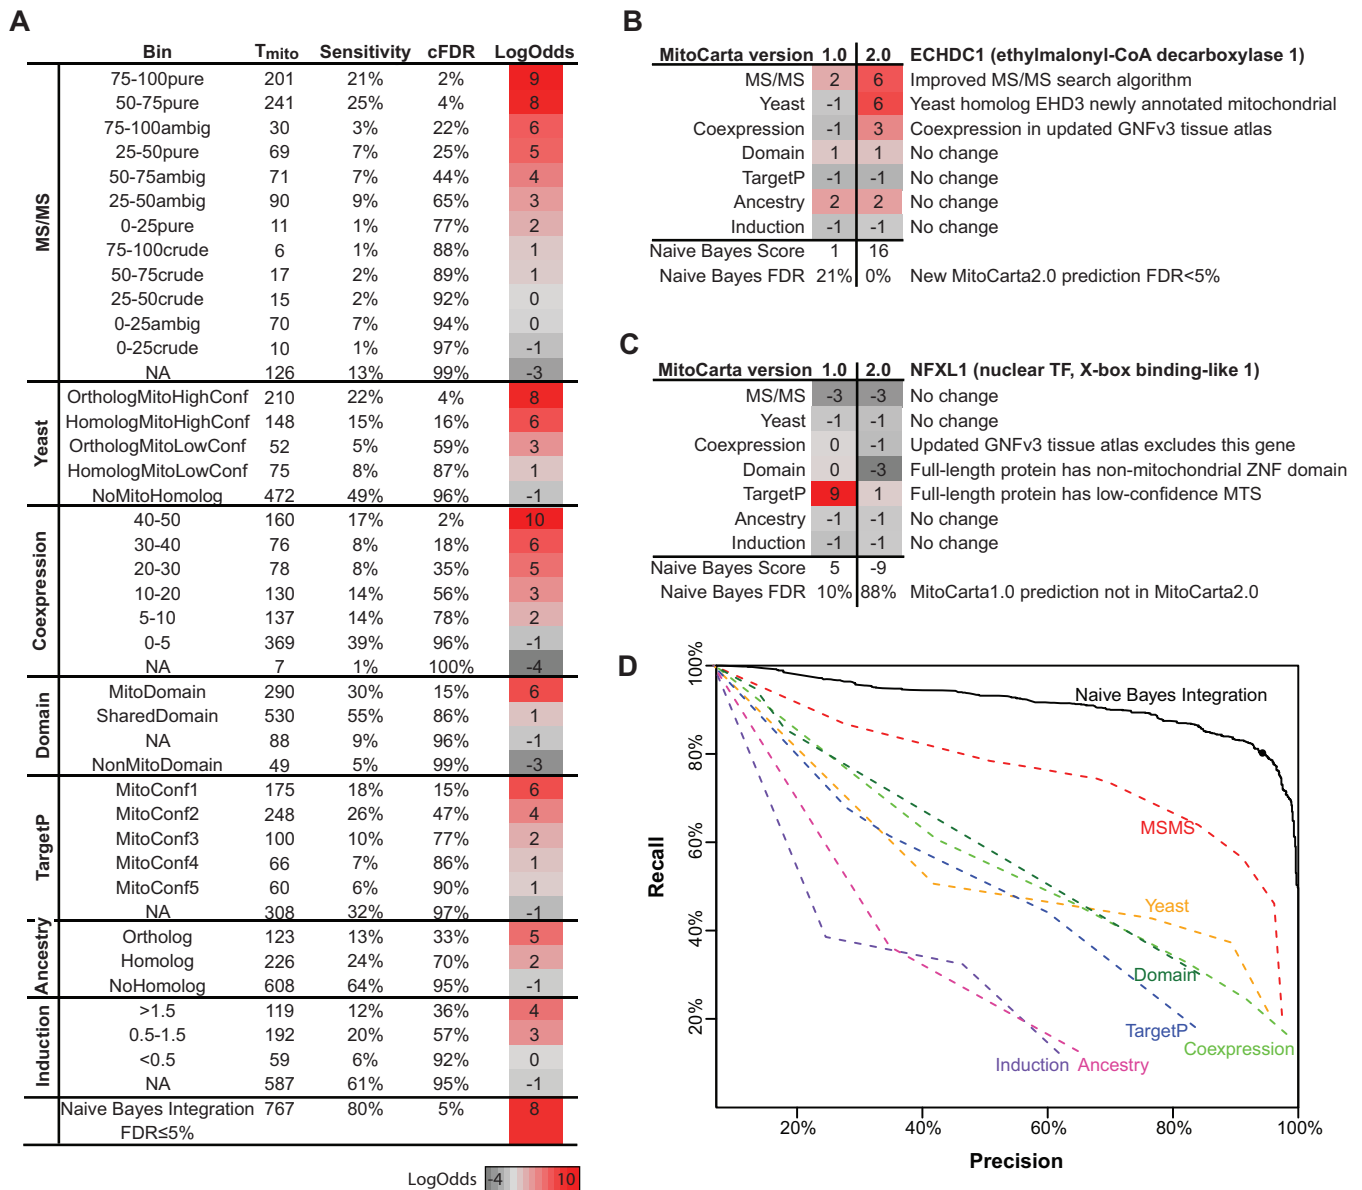 A
Bin Tmito Sensitivity cFDR LogOdds
MS/MS
75-100pure 201 21% 2% 9
50-75pure 241 25% 4% 8
75-100ambig 30 3% 22% 6
25-50pure 69 7% 25% 5
50-75ambig 71 7% 44% 4
25-50ambig 90 9% 65% 3
0-25pure 11 1% 77% 2
75-100crude 6 1% 88% 1
50-75crude 17 2% 89% 1
25-50crude 15 2% 92% 0
0-25ambig 70 7% 94% 0
0-25crude 10 1% 97% -1
NA 126 13% 99% -3
Yeast
OrthologMitoHighConf 210 22% 4% 8
HomologMitoHighConf 148 15% 16% 6
OrthologMitoLowConf 52 5% 59% 3
HomologMitoLowConf 75 8% 87% 1
NoMitoHomolog 472 49% 96% -1
Coexpression
40-50 160 17% 2% 10
30-40 76 8% 18% 6
20-30 78 8% 35% 5
10-20 130 14% 56% 3
5-10 137 14% 78% 2
0-5 369 39% 96% -1
NA 7 1% 100% -4
Domain
MitoDomain 290 30% 15% 6
SharedDomain 530 55% 86% 1
NA 88 9% 96% -1
NonMitoDomain 49 5% 99% -3
TargetP
MitoConf1 175 18% 15% 6
MitoConf2 248 26% 47% 4
MitoConf3 100 10% 77% 2
MitoConf4 66 7% 86% 1
MitoConf5 60 6% 90% 1
NA 308 32% 97% -1
Ancestry
Ortholog 123 13% 33% 5
Homolog 226 24% 70% 2
NoHomolog 608 64% 95% -1
Induction
>1.5 119 12% 36% 4
0.5-1.5 192 20% 57% 3
<0.5 59 6% 92% 0
NA 587 61% 95% -1
Naive Bayes Integration 767 80% 5% 8
FDR≤5%
LogOdds -4 10
B
MitoCarta version 1.0 2.0 ECHDC1 (ethylmalonyl-CoA decarboxylase 1)
MS/MS 2 6 Improved MS/MS search algorithm
Yeast -1 6 Yeast homolog EHD3 newly annotated mitochondrial
Coexpression -1 3 Coexpression in updated GNFv3 tissue atlas
Domain 1 1 No change
TargetP -1 -1 No change
Ancestry 2 2 No change
Induction -1 -1 No change
Naive Bayes Score 1 16
Naive Bayes FDR 21% 0% New MitoCarta2.0 prediction FDR<5%
C
MitoCarta version 1.0 2.0 NFXL1 (nuclear TF, X-box binding-like 1)
MS/MS -3 -3 No change
Yeast -1 -1 No change
Coexpression 0 -1 Updated GNFv3 tissue atlas excludes this gene
Domain 0 -3 Full-length protein has non-mitochondrial ZNF domain
TargetP 9 1 Full-length protein has low-confidence MTS
Ancestry -1 -1 No change
Induction -1 -1 No change
Naive Bayes Score 5 -9
Naive Bayes FDR 10% 88% MitoCarta1.0 prediction not in MitoCarta2.0
D
Recall
100%
80%
60%
40%
20%
Naive Bayes Integration
MSMS
Yeast
Domain
TargetP
Coexpression
Induction Ancestry
20% 40% 60% 80% 100%
Precision